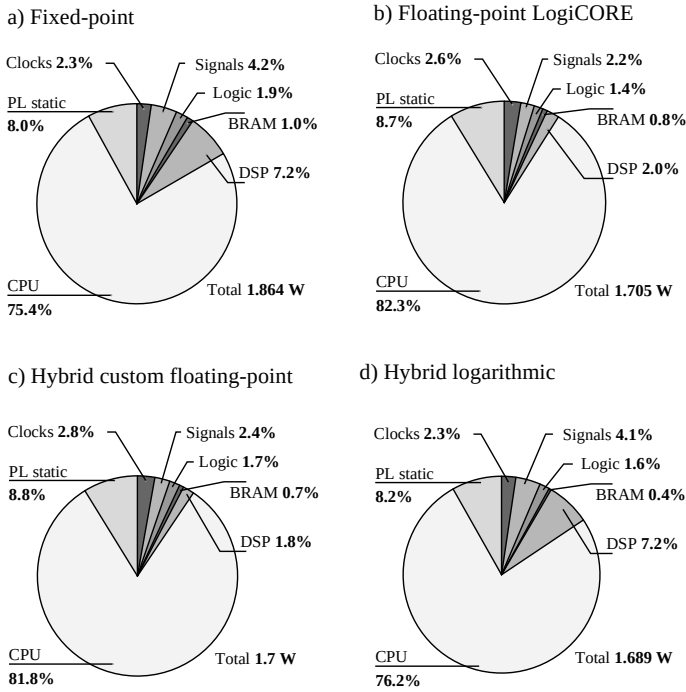 a) Fixed-point
Clocks 2.3%
Signals 4.2%
Logic 1.9%
BRAM 1.0%
DSP 7.2%
PL static
8.0%
CPU
75.4%
Total 1.864 W
b) Floating-point LogiCORE
Clocks 2.6%
Signals 2.2%
Logic 1.4%
BRAM 0.8%
DSP 2.0%
PL static
8.7%
CPU
82.3%
Total 1.705 W
c) Hybrid custom floating-point
Clocks 2.8%
Signals 2.4%
Logic 1.7%
BRAM 0.7%
DSP 1.8%
PL static
8.8%
CPU
81.8%
Total 1.7 W
d) Hybrid logarithmic
Clocks 2.3%
Signals 4.1%
Logic 1.6%
BRAM 0.4%
DSP 7.2%
PL static
8.2%
CPU
76.2%
Total 1.689 W